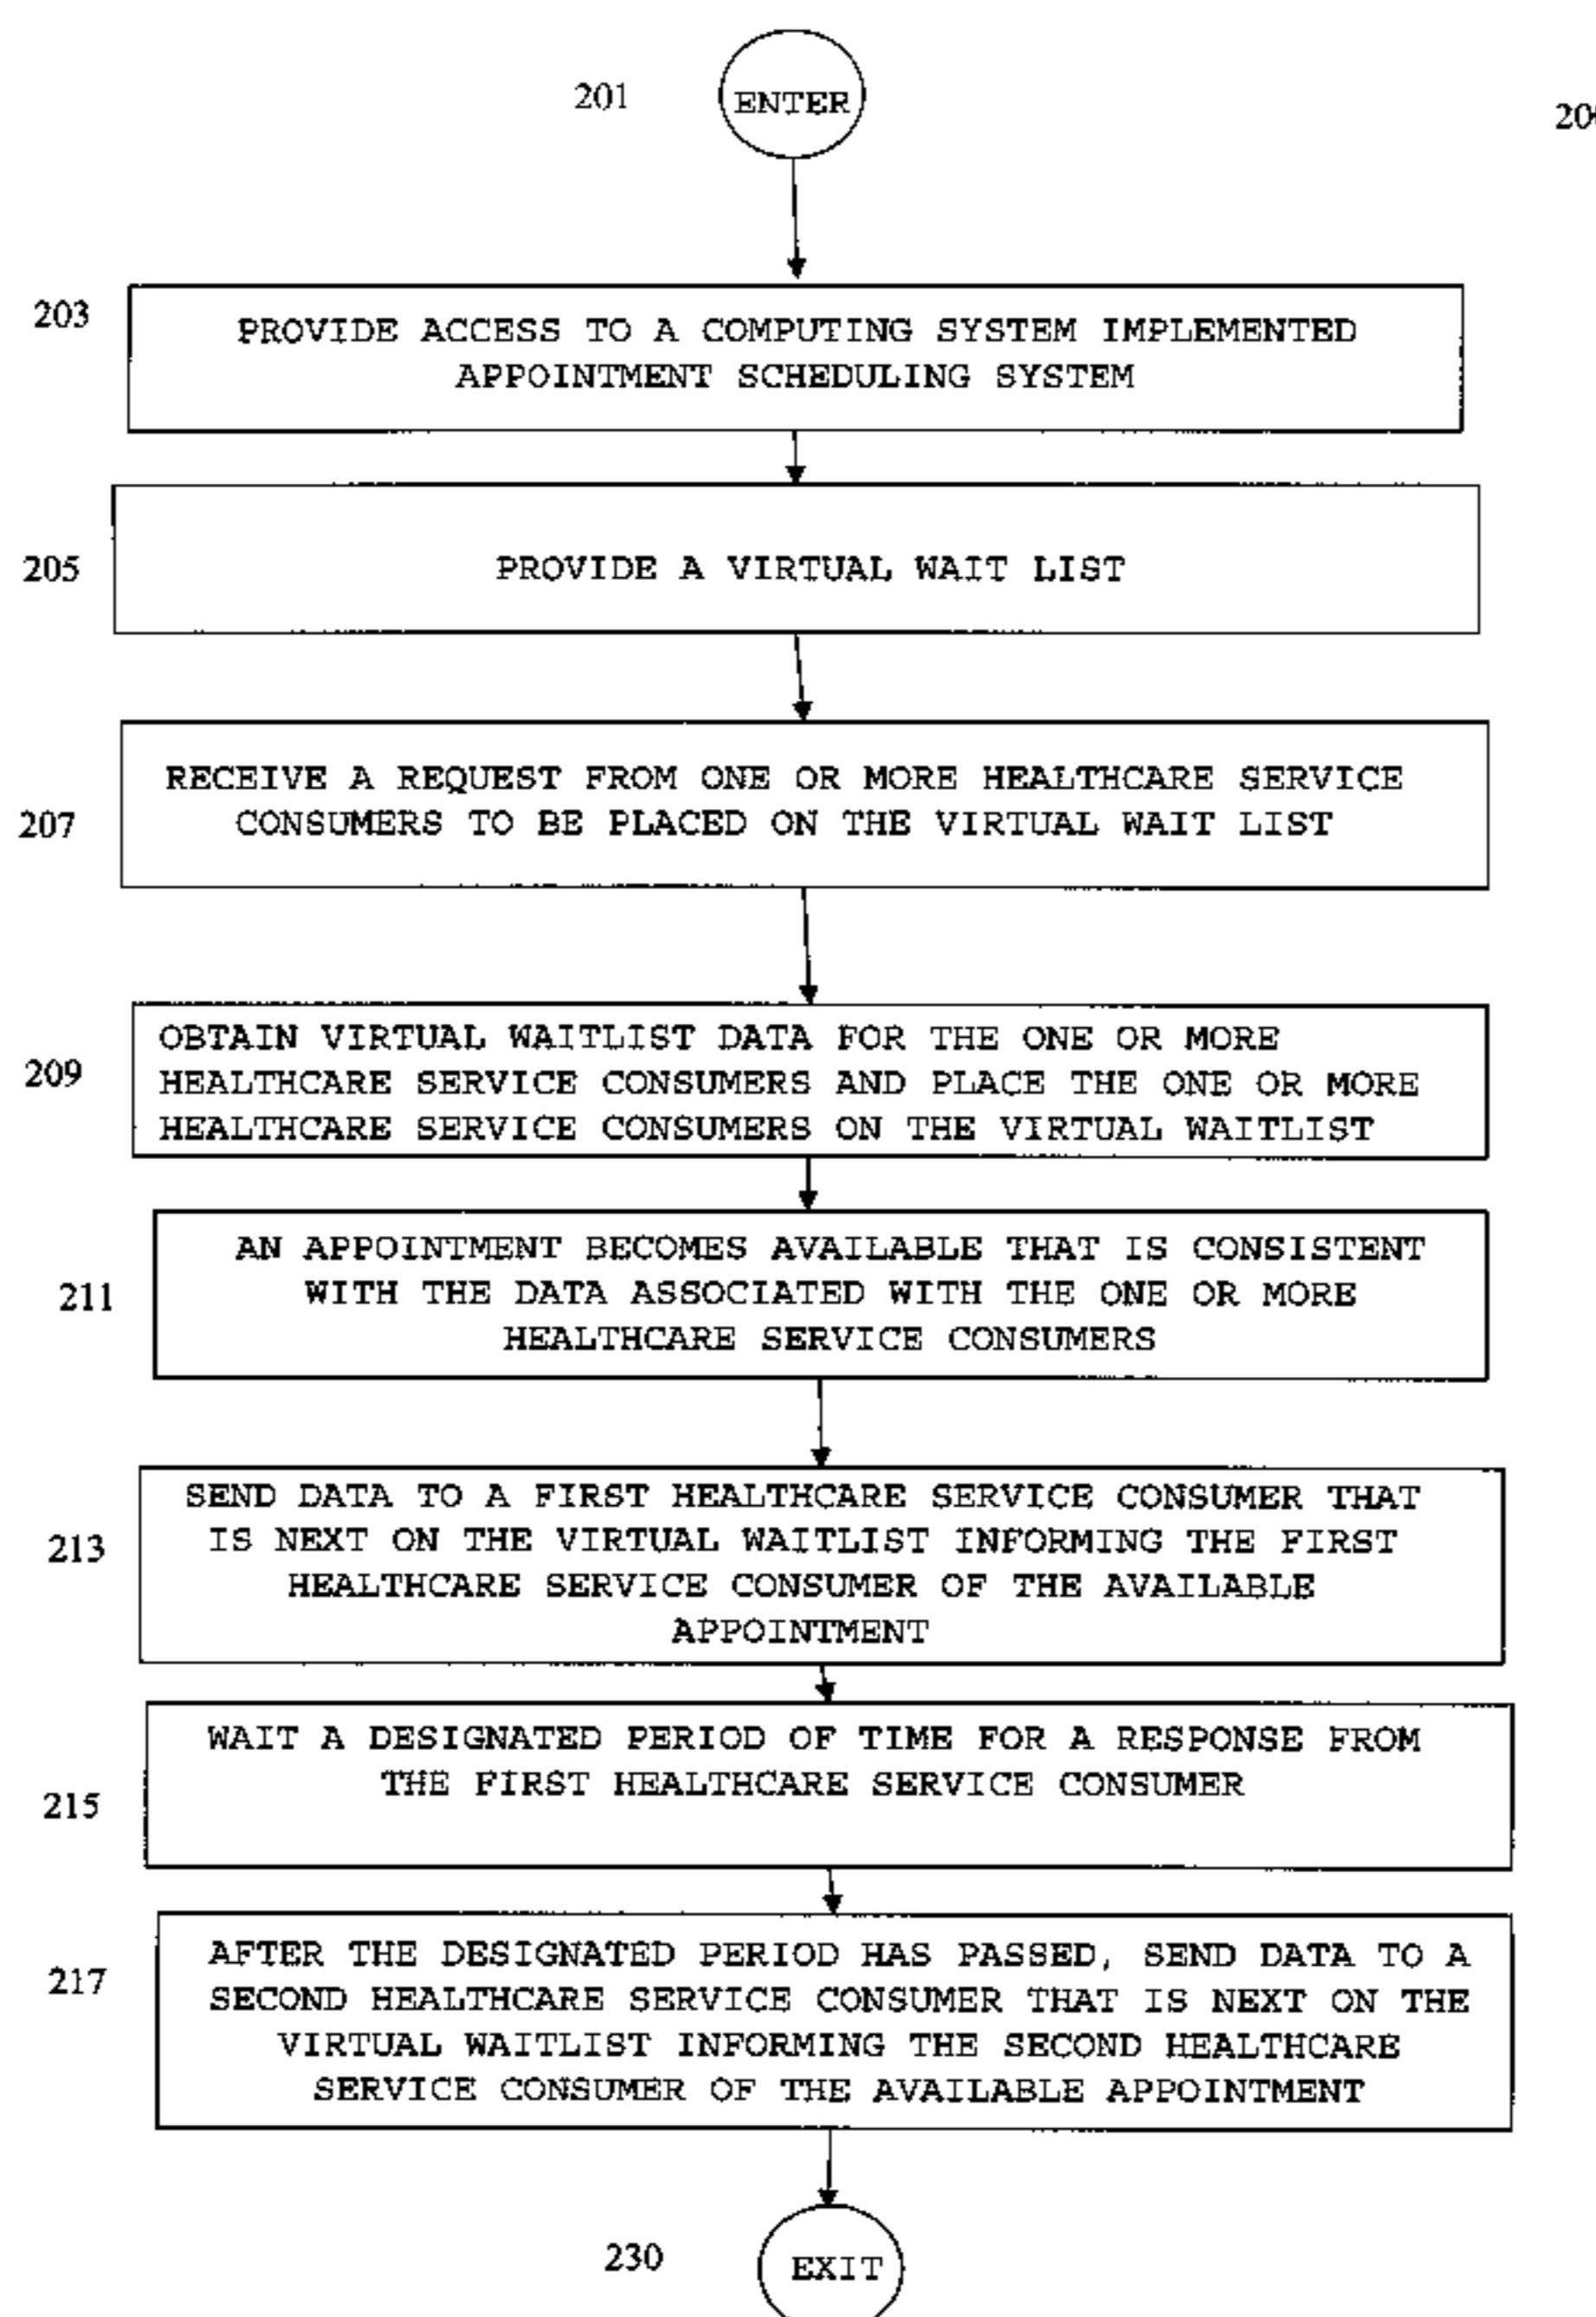 201
ENTER
203
PROVIDE ACCESS TO A COMPUTING SYSTEM IMPLEMENTED
APPOINTMENT SCHEDULING SYSTEM
205
PROVIDE A VIRTUAL WAIT LIST
207
RECEIVE A REQUEST FROM ONE OR MORE HEALTHCARE SERVICE
CONSUMERS TO BE PLACED ON THE VIRTUAL WAIT LIST
209
OBTAIN VIRTUAL WAITLIST DATA FOR THE ONE OR MORE
HEALTHCARE SERVICE CONSUMERS AND PLACE THE ONE OR MORE
HEALTHCARE SERVICE CONSUMERS ON THE VIRTUAL WAITLIST
211
AN APPOINTMENT BECOMES AVAILABLE THAT IS CONSISTENT
WITH THE DATA ASSOCIATED WITH THE ONE OR MORE
HEALTHCARE SERVICE CONSUMERS
213
SEND DATA TO A FIRST HEALTHCARE SERVICE CONSUMER THAT
IS NEXT ON THE VIRTUAL WAITLIST INFORMING THE FIRST
HEALTHCARE SERVICE CONSUMER OF THE AVAILABLE
APPOINTMENT
215
WAIT A DESIGNATED PERIOD OF TIME FOR A RESPONSE FROM
THE FIRST HEALTHCARE SERVICE CONSUMER
217
AFTER THE DESIGNATED PERIOD HAS PASSED, SEND DATA TO A
SECOND HEALTHCARE SERVICE CONSUMER THAT IS NEXT ON THE
VIRTUAL WAITLIST INFORMING THE SECOND HEALTHCARE
SERVICE CONSUMER OF THE AVAILABLE APPOINTMENT
230
EXIT